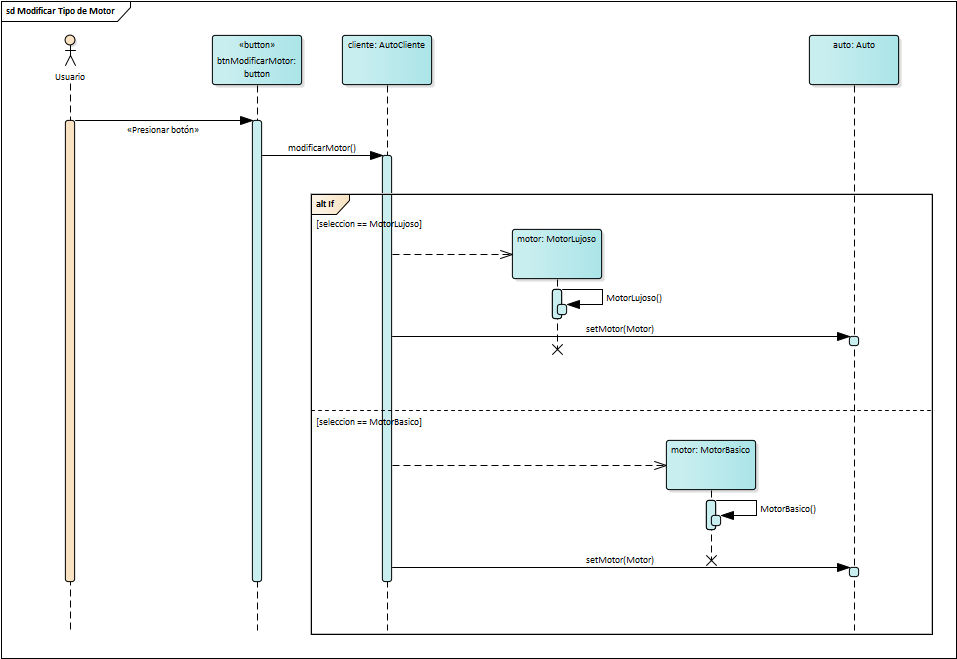 sd Modificar Tipo de Motor
Usuario
«button»
btnModificarMotor:
button
cliente: AutoCliente
auto: Auto
«Presionar botón»
modificarMotor()
alt If
[seleccion == MotorLujoso]
motor: MotorLujoso
MotorLujoso()
setMotor(Motor)
[seleccion == MotorBasico]
motor: MotorBasico
MotorBasico()
setMotor(Motor)